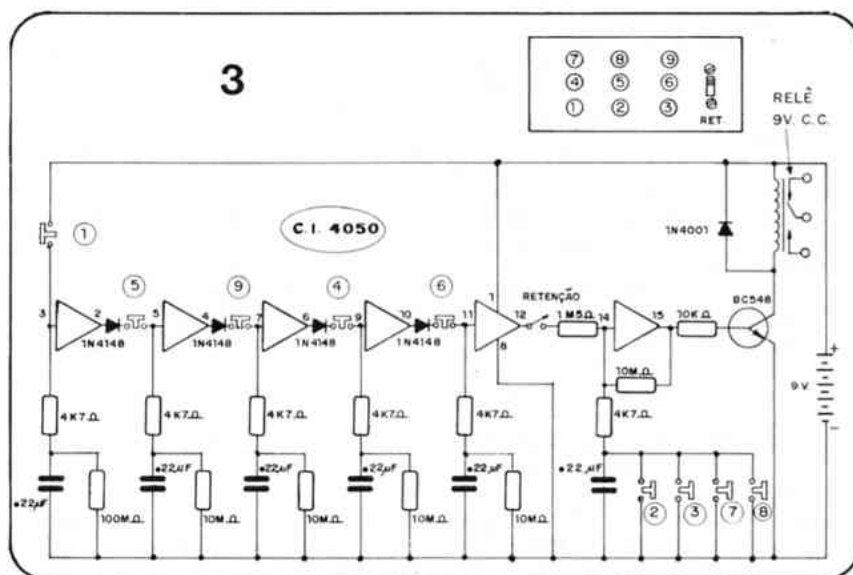 3
7 8 9
4 5 6
1 2 3
RET.
RELÊ
9V. C.C.
1
C.I. 4050
1N4001
5
9
4
6
1
RETENÇÃO
BC548
3
2
5
4
7
6
9
10
11
12
1M5Ω
14
15
10KΩ
8
1N4148
1N4148
1N4148
1N4148
10MΩ
9V.
+
-
4K7Ω
4K7Ω
4K7Ω
4K7Ω
4K7Ω
4K7Ω
.22µF
.22µF
.22µF
.22µF
.22µF
.22µF
100MΩ
10MΩ
10MΩ
10MΩ
10MΩ
2
3
7
8